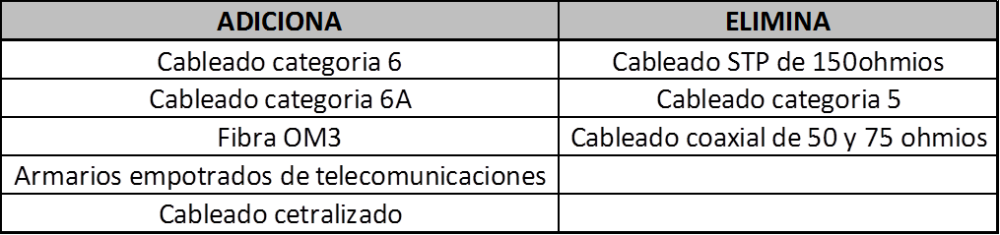 ADICIONA ELIMINA
Cableado categoria 6 Cableado STP de 150ohmios
Cableado categoria 6A Cableado categoria 5
Fibra OM3 Cableado coaxial de 50 y 75 ohmios
Armarios empotrados de telecomunicaciones
Cableado cetralizado